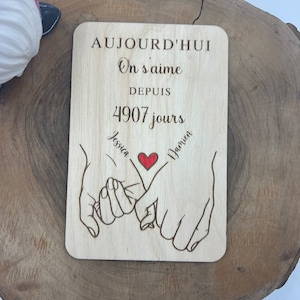 AUJOURD'HUI
On s'aime
DEPUIS
4907 jours
Jessica
Damien